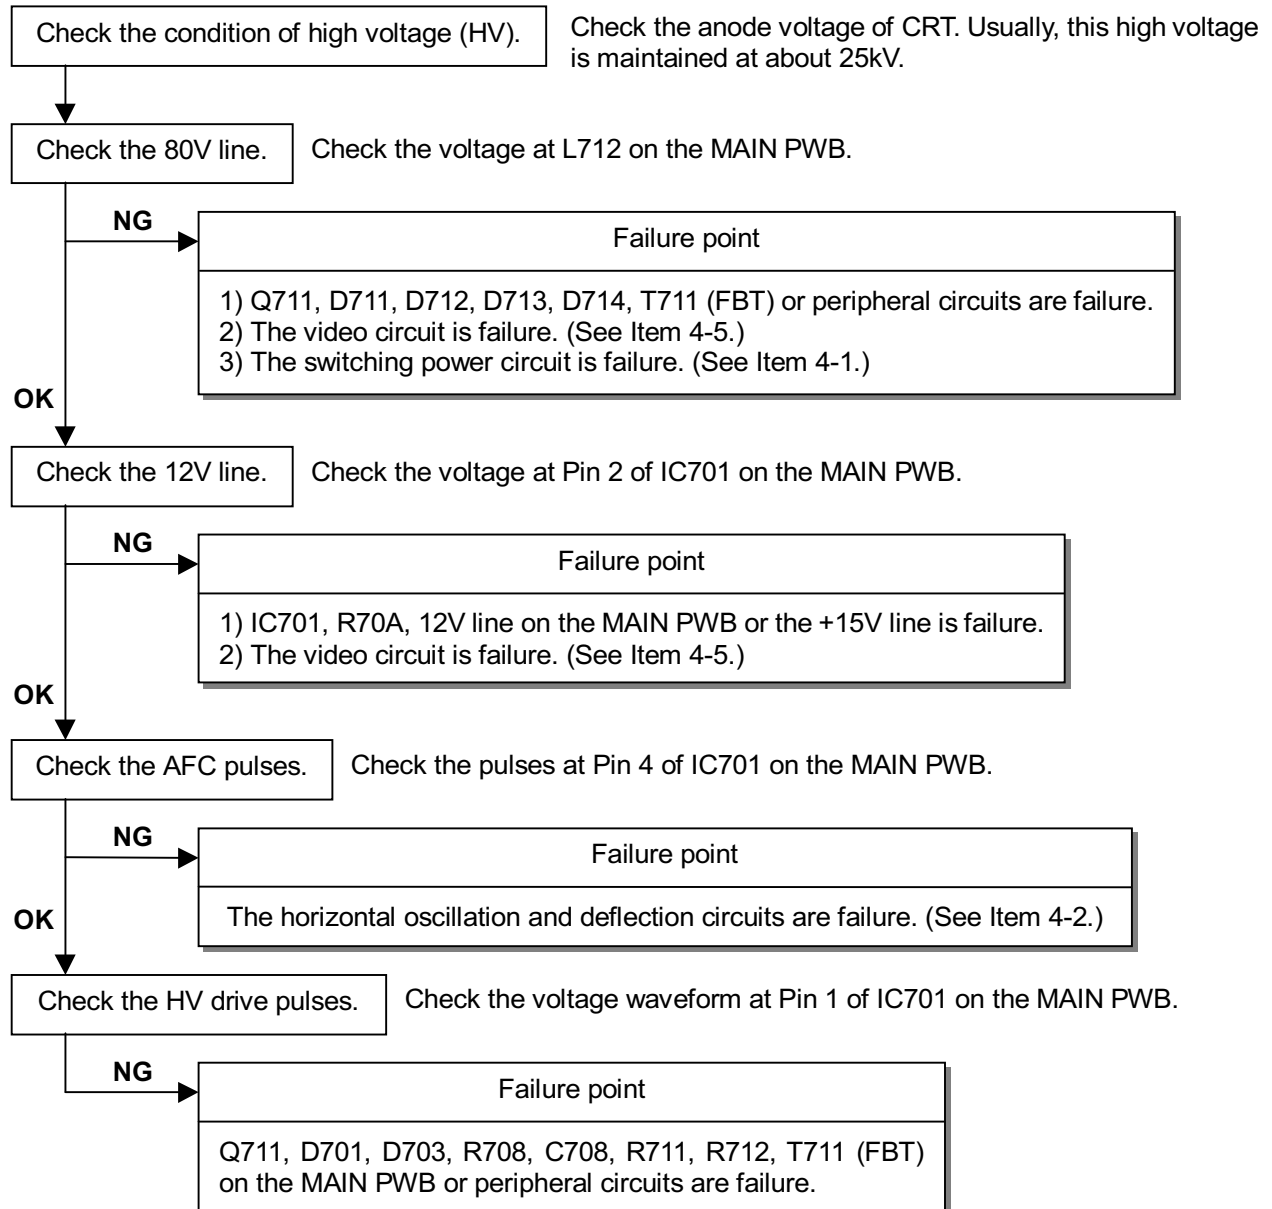 Check the condition of high voltage (HV).
Check the anode voltage of CRT. Usually, this high voltage
is maintained at about 25kV.
Check the 80V line.
Check the voltage at L712 on the MAIN PWB.
NG
Failure point
1) Q711, D711, D712, D713, D714, T711 (FBT) or peripheral circuits are failure.
2) The video circuit is failure. (See Item 4-5.)
3) The switching power circuit is failure. (See Item 4-1.)
OK
Check the 12V line.
Check the voltage at Pin 2 of IC701 on the MAIN PWB.
NG
Failure point
1) IC701, R70A, 12V line on the MAIN PWB or the +15V line is failure.
2) The video circuit is failure. (See Item 4-5.)
OK
Check the AFC pulses.
Check the pulses at Pin 4 of IC701 on the MAIN PWB.
NG
Failure point
The horizontal oscillation and deflection circuits are failure. (See Item 4-2.)
OK
Check the HV drive pulses.
Check the voltage waveform at Pin 1 of IC701 on the MAIN PWB.
NG
Failure point
Q711, D701, D703, R708, C708, R711, R712, T711 (FBT)
on the MAIN PWB or peripheral circuits are failure.